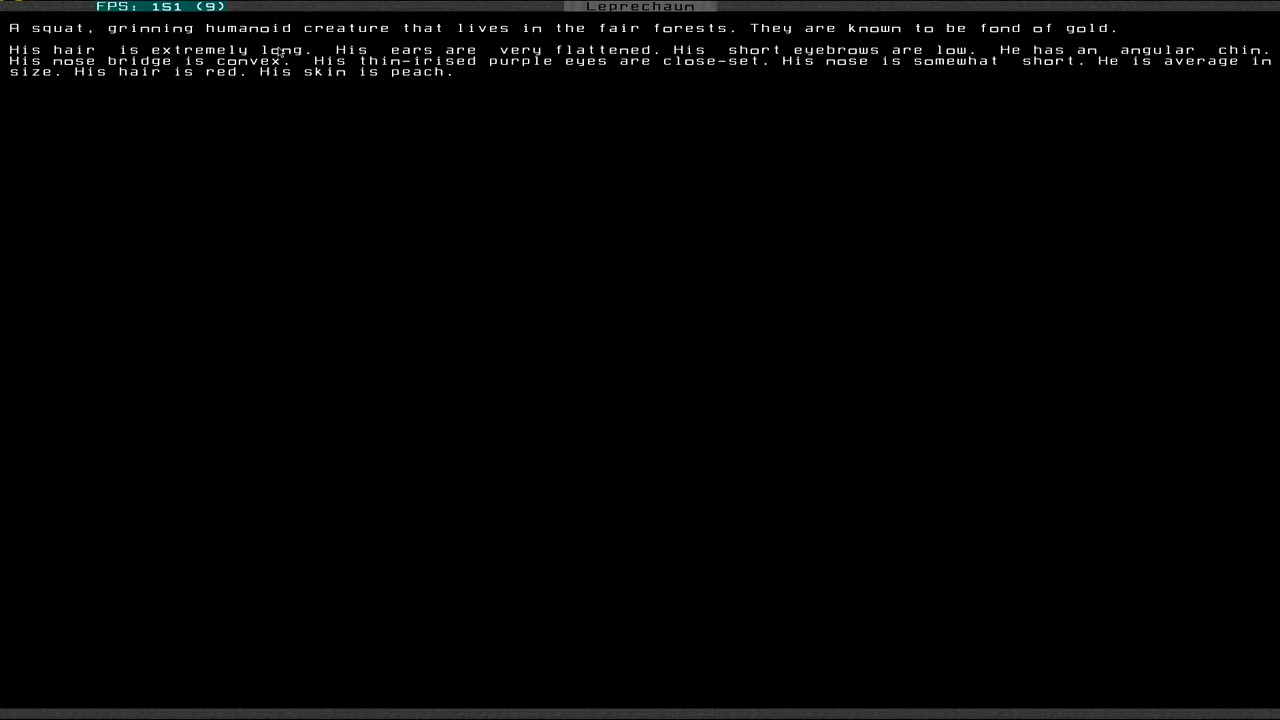 FPS: 151 (9)
Leprechaun
A squat, grinning humanoid creature that lives in the fair forests. They are known to be fond of gold.
His hair is extremely long. His ears are very flattened. His short eyebrows are low. He has an angular chin.
His nose bridge is convex. His thin-irised purple eyes are close-set. His nose is somewhat short. He is average in
size. His hair is red. His skin is peach.